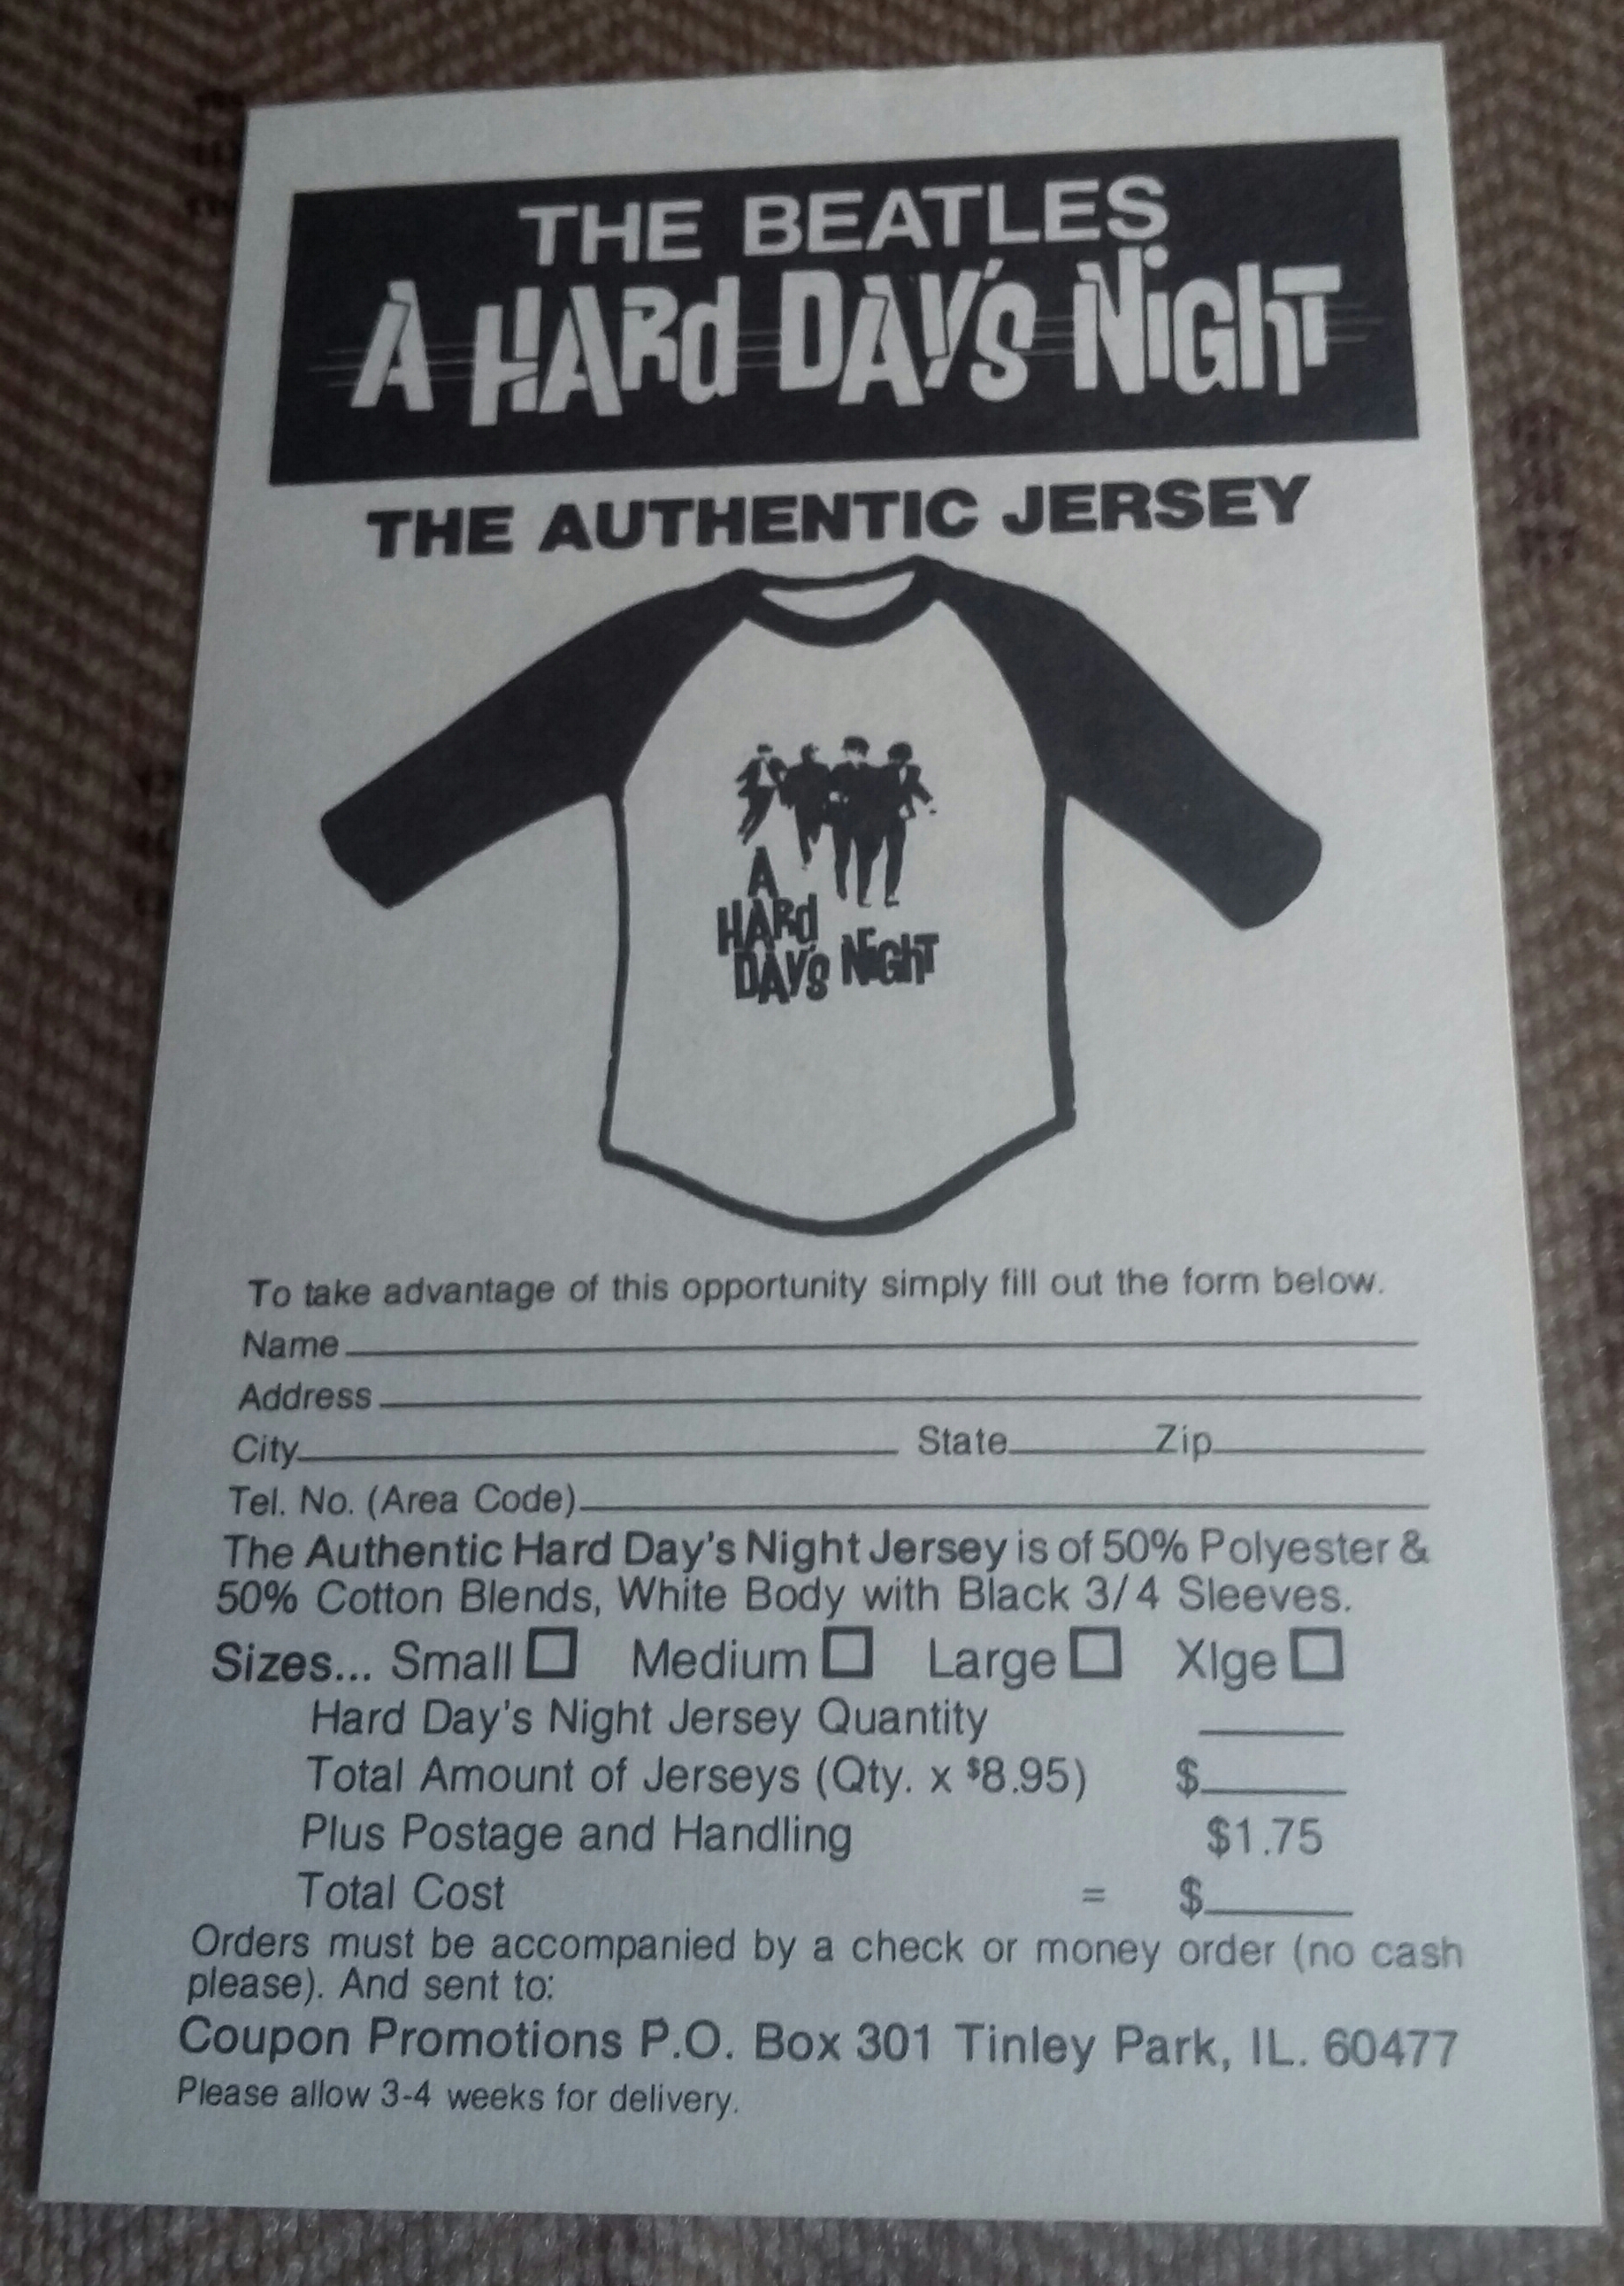 THE BEATLES
A HARd DAY'S NiGhT
THE AUTHENTIC JERSEY
A
HARd
DAY'S NiGhT
To take advantage of this opportunity simply fill out the form below.
Name
Address
City State Zip
Tel. No. (Area Code)
The Authentic Hard Day's Night Jersey is of 50% Polyester &
50% Cotton Blends, White Body with Black 3/4 Sleeves.
Sizes... Small □ Medium □ Large □ Xlge □
Hard Day's Night Jersey Quantity ______
Total Amount of Jerseys (Qty. x $8.95) $______
Plus Postage and Handling $1.75
Total Cost = $______
Orders must be accompanied by a check or money order (no cash
please). And sent to:
Coupon Promotions P.O. Box 301 Tinley Park, IL. 60477
Please allow 3-4 weeks for delivery.